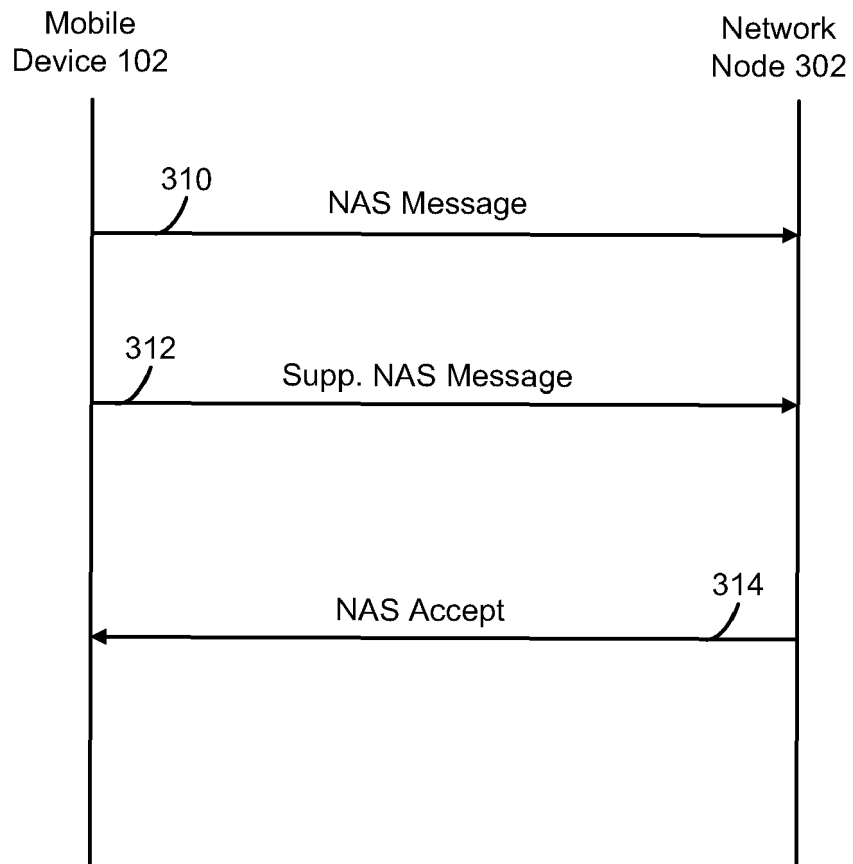 Mobile
Device 102
Network
Node 302
310
NAS Message
312
Supp. NAS Message
314
NAS Accept